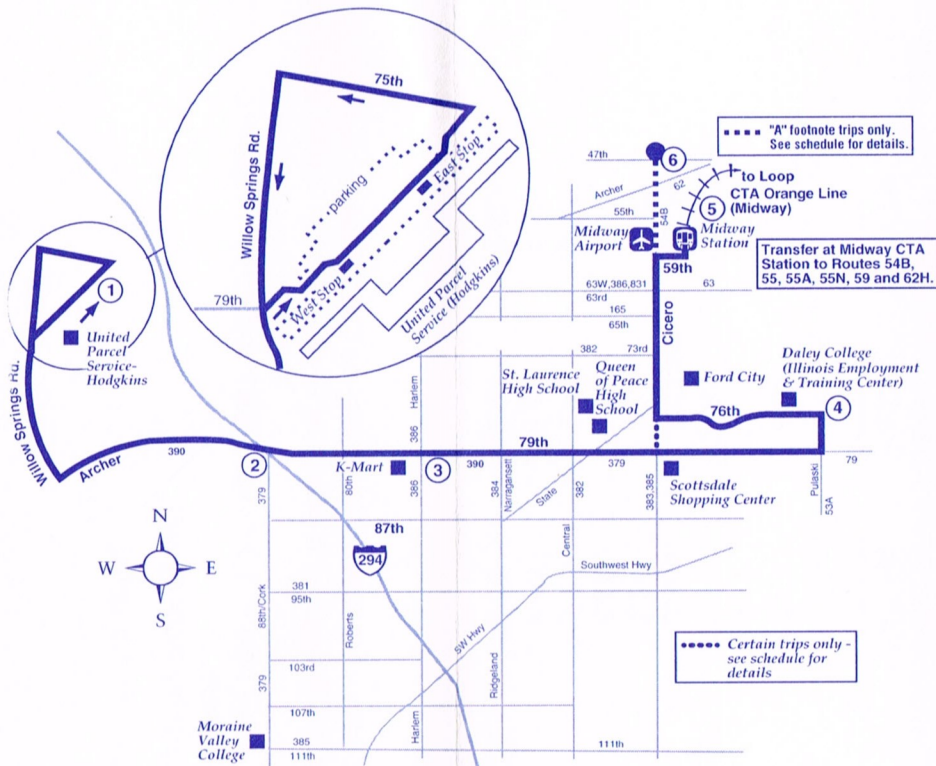 75th
Willow Springs Rd.
parking
East Stop
West Stop
United Parcel
Service (Hodgkins)
79th
"A" footnote trips only.
See schedule for details.
6
47th
Archer
62
to Loop
CTA Orange Line
(Midway)
5
55th
54B
Midway
Airport
Midway
Station
59th
Transfer at Midway CTA
Station to Routes 54B,
55, 55A, 55N, 59 and 62H.
63W,386,831
63
63rd
165
65th
Cicero
382
73rd
1
United
Parcel
Service-
Hodgkins
Willow Springs Rd.
Archer
390
2
Harlem
386
St. Laurence
High School
Queen
of Peace
High
School
Ford City
Daley College
(Illinois Employment
& Training Center)
76th
4
79th
K-Mart
3
390
379
79
379
80th
386
384
Narragansett
State
382
383,385
Scottsdale
Shopping Center
Pulaski
53A
87th
294
Central
Southwest Hwy
N
W
E
S
88th/Cork
381
95th
Roberts
SW Hwy
Ridgeland
103rd
379
107th
Harlem
Certain trips only -
see schedule for
details
Moraine
Valley
College
385
111th
111th